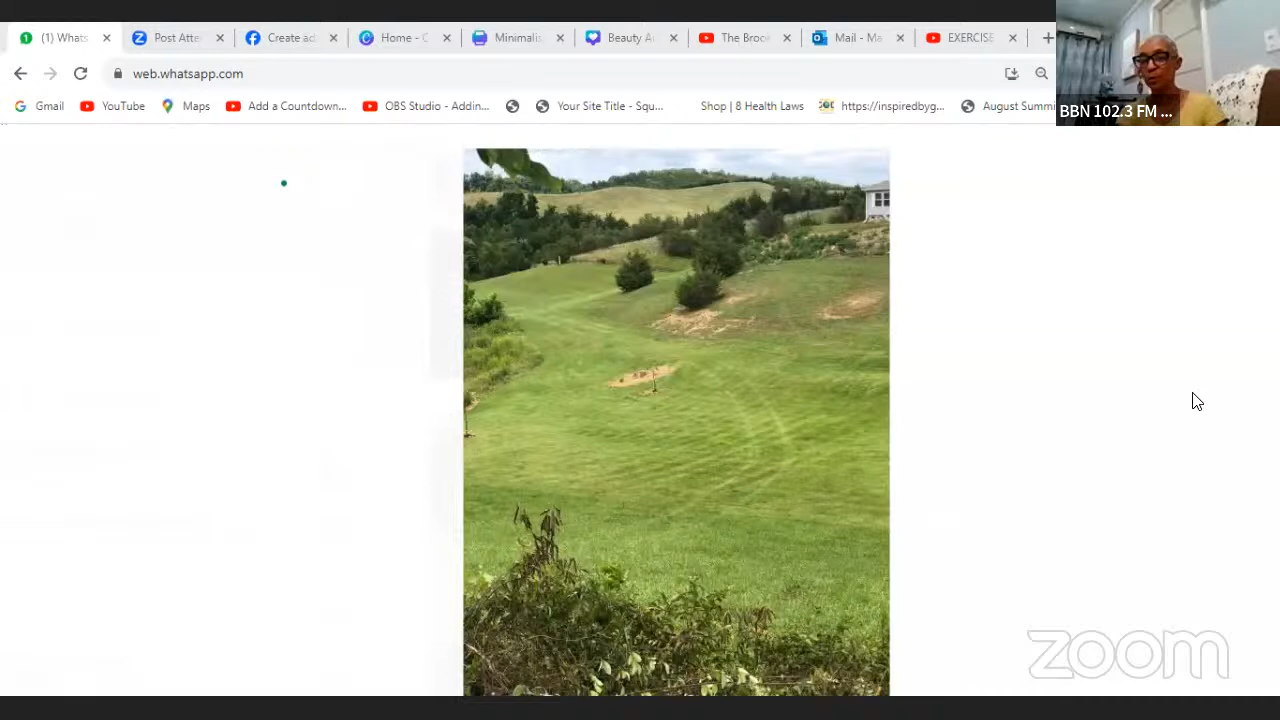 (1) Whats
Post Atte
Create ad
Home - C
Minimalis
Beauty A
The Broc
Mail - Ma
EXERCISE
web.whatsapp.com
Gmail
YouTube
Maps
Add a Countdown...
OBS Studio - Addin...
Your Site Title - Squ...
Shop | 8 Health Laws
https://inspiredbyg...
August Summi
BBN 102.3 FM ...
zoom